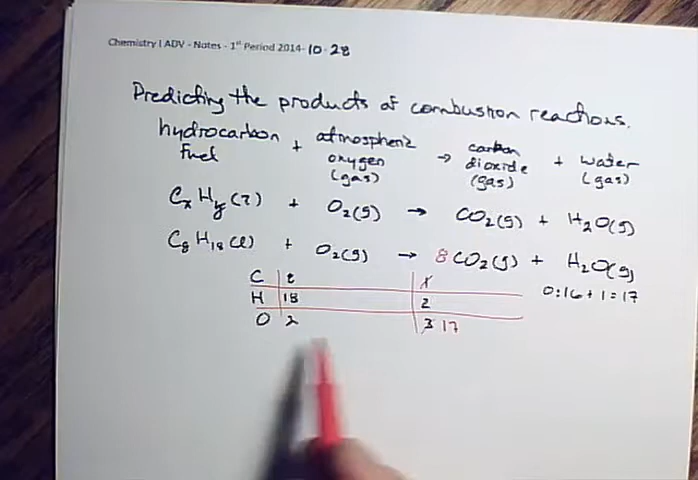 Chemistry I ADV - Notes - 1st Period 2014-10-28
Predicting the products of combustion reactions.
hydrocarbon fuel + atmospheric oxygen (gas) → carbon dioxide (gas) + water (gas)
CxHy(?) + O2(g) → CO2(g) + H2O(g)
C8H18(l) + O2(g) → 8CO2(g) + H2O(g)
C 8 1
H 18 2
O 2 3 17
O:16+1=17